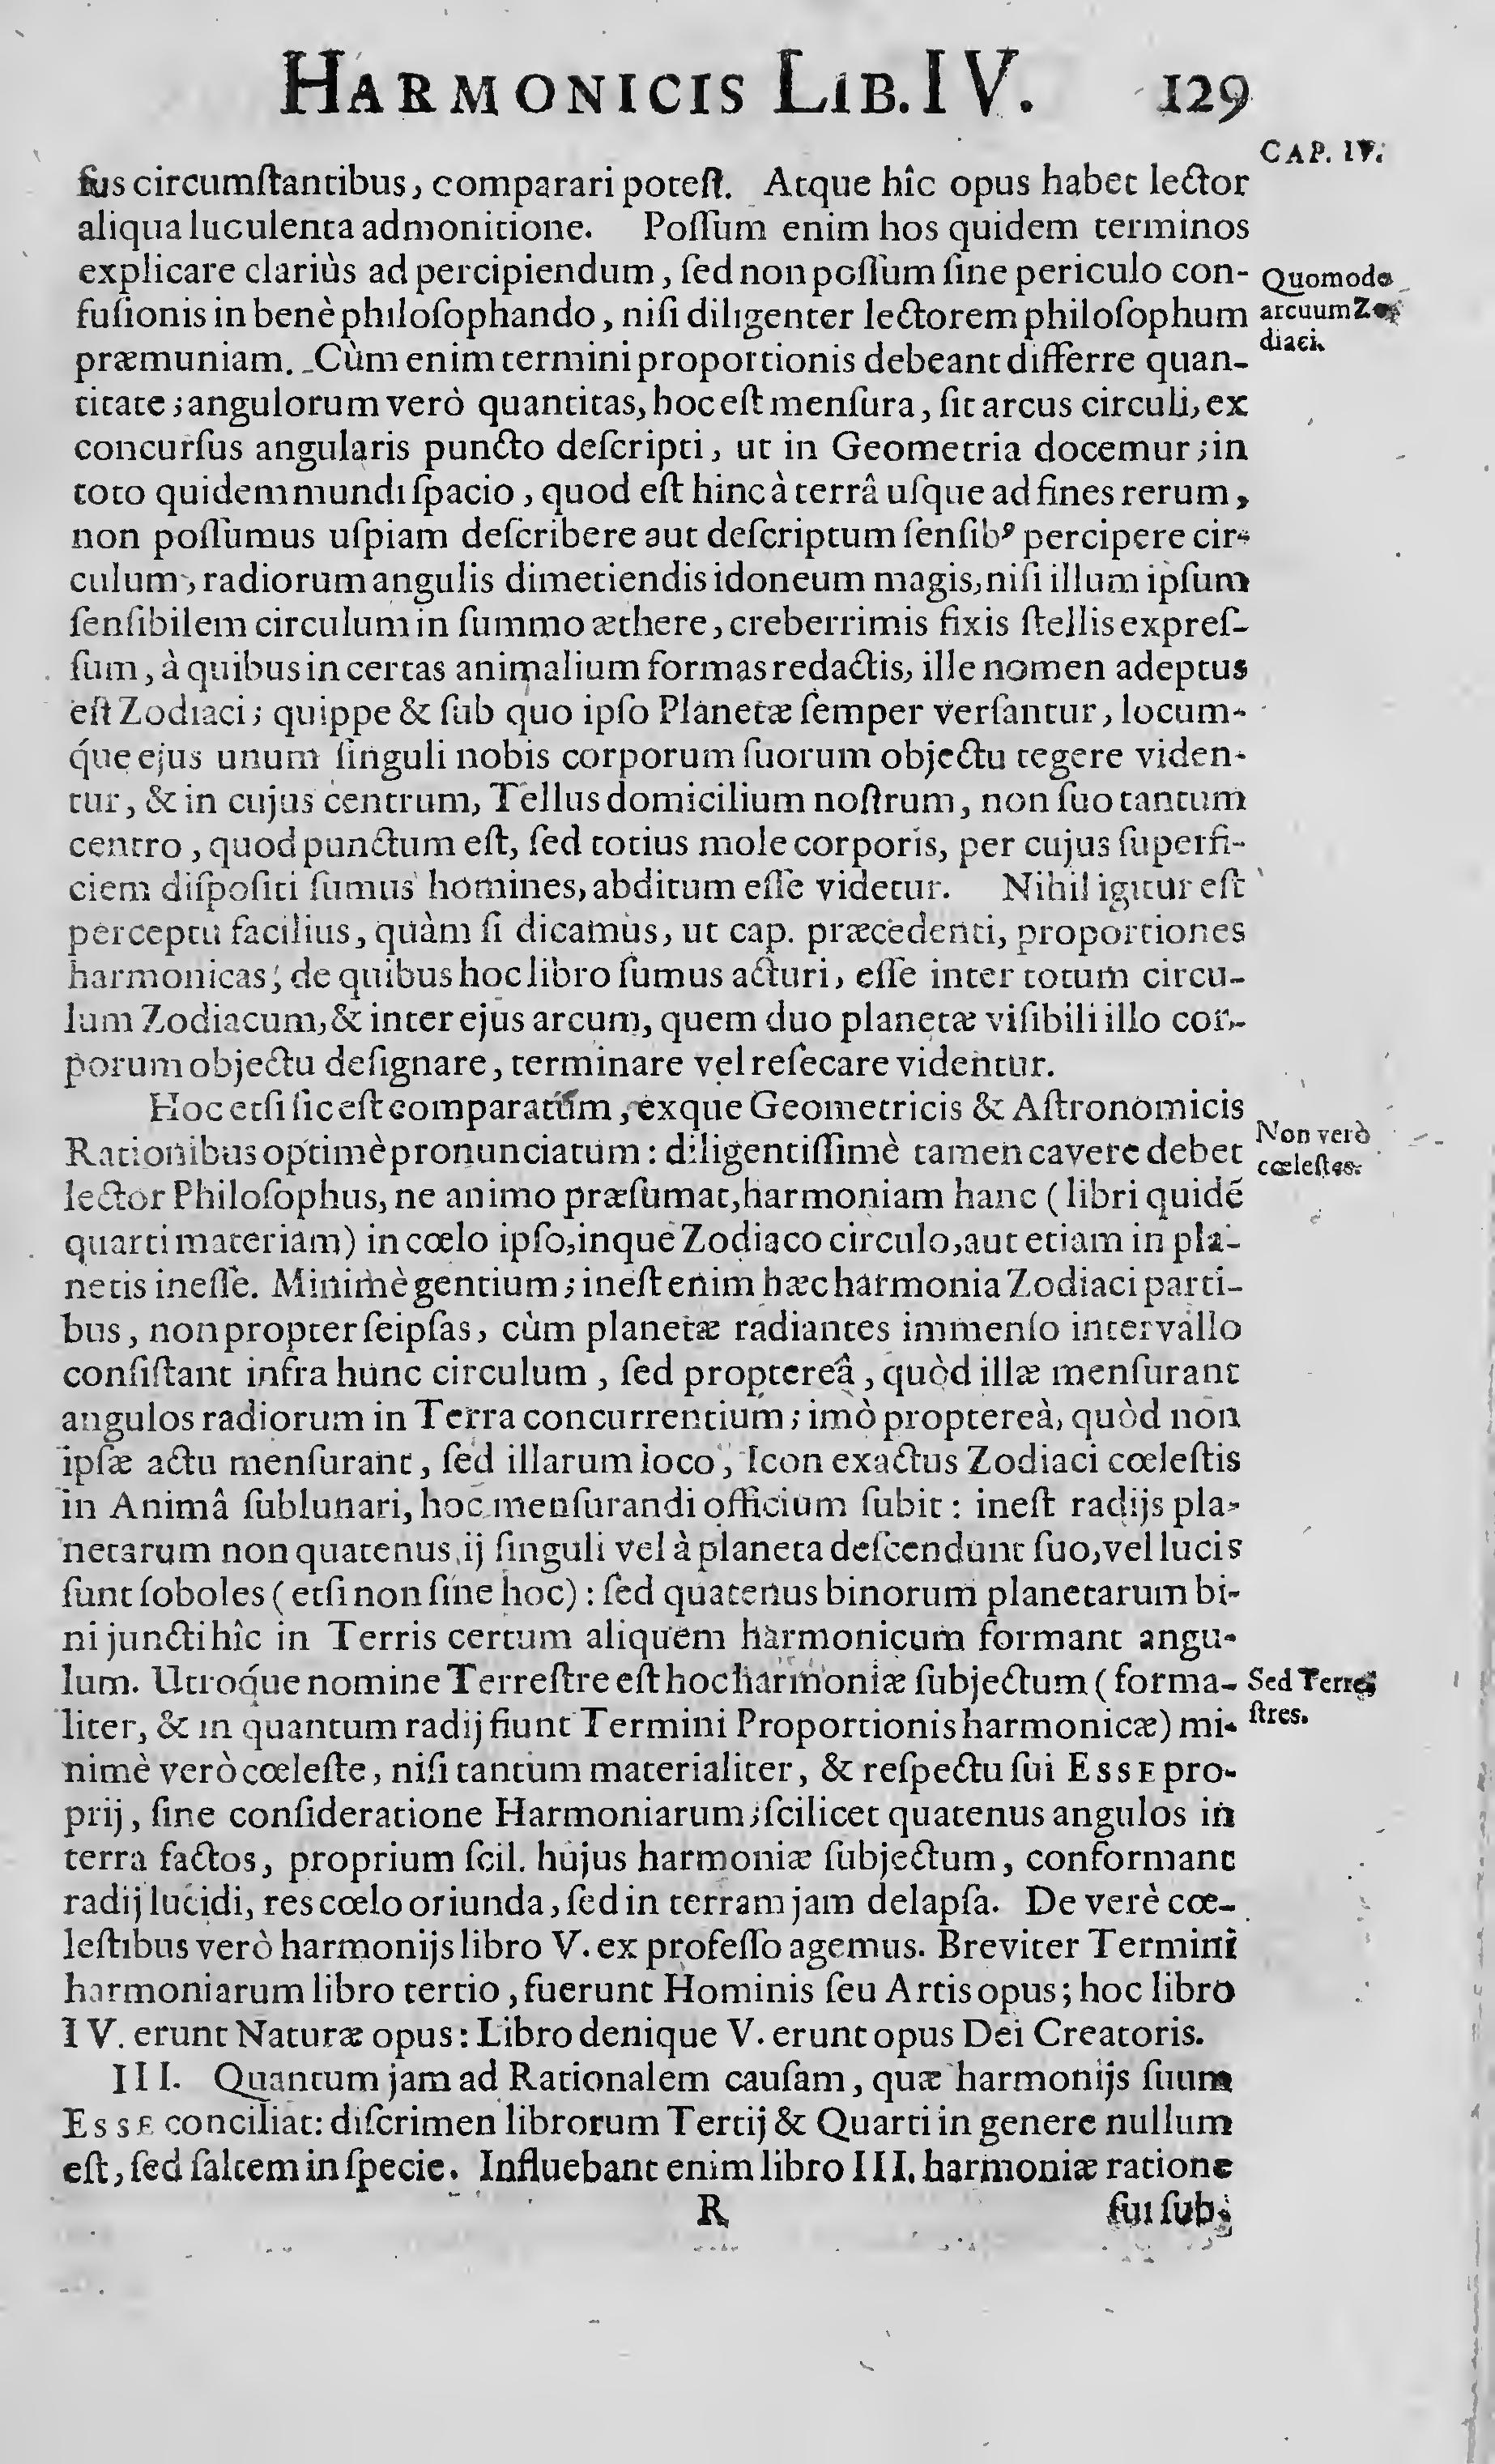 HARMONICIS LIB. IV. 129
CAP. IV.
ſus circumſtantibus, comparari poteſt. Atque hîc opus habet lector
aliqua luculenta admonitione. Poſſum enim hos quidem terminos
explicare clariùs ad percipiendum, ſed non poſſum ſine periculo con-
fuſionis in benè philoſophando, niſi diligenter lectorem philoſophum
præmuniam. Cùm enim termini proportionis debeant differre quan-
titate; angulorum verò quantitas, hoc eſt menſura, ſit arcus circuli, ex
concurſus angularis puncto deſcripti, ut in Geometria docemur; in
toto quidem mundi ſpacio, quod eſt hinc à terrâ uſque ad fines rerum,
non poſſumus uſpiam deſcribere aut deſcriptum ſenſibꝰ percipere cir-
culum, radiorum angulis dimetiendis idoneum magis, niſi illum ipſum
ſenſibilem circulum in ſummo æthere, creberrimis fixis ſtellis expreſ-
ſum, à quibus in certas animalium formas redactis, ille nomen adeptus
eſt Zodiaci; quippe & ſub quo ipſo Planetæ ſemper verſantur, locum-
q́ue ejus unum ſinguli nobis corporum ſuorum objectu tegere viden-
tur, & in cujus centrum, Tellus domicilium noſtrum, non ſuo tantum
centro, quod punctum eſt, ſed totius mole corporis, per cujus ſuperfi-
ciem diſpoſiti ſumus homines, abditum eſſe videtur. Nihil igitur eſt
perceptu facilius, quàm ſi dicamus, ut cap. præcedenti, proportiones
harmonicas; de quibus hoc libro ſumus acturi, eſſe inter totum circu-
lum Zodiacum, & inter ejus arcum, quem duo planetæ viſibili illo cor-
porum objectu deſignare, terminare vel reſecare videntur.
Quomodo
arcuum Zo-
diaci.
Hoc etſi ſic eſt comparatum, exque Geometricis & Aſtronomicis
Rationibus optimè pronunciatum: diligentiſſimè tamen cavere debet
lector Philoſophus, ne animo præſumat, harmoniam hanc (libri quidē
quarti materiam) in cœlo ipſo, inque Zodiaco circulo, aut etiam in pla-
netis ineſſe. Minimè gentium; ineſt enim hæc harmonia Zodiaci parti-
bus, non propter ſeipſas, cùm planetæ radiantes immenſo intervallo
conſiſtant infra hunc circulum, ſed proptereâ, quòd illæ menſurant
angulos radiorum in Terra concurrentium; imò propterea̍, quòd non
ipſæ actu menſurant, ſed illarum loco, Icon exactus Zodiaci cœleſtis
in Animâ ſublunari, hoc menſurandi officium ſubit: ineſt radijs pla-
netarum non quatenus ij ſinguli vel à planeta deſcendunt ſuo, vel lucis
ſunt ſoboles (etſi non ſine hoc): ſed quatenus binorum planetarum bi-
ni juncti hîc in Terris certum aliquem harmonicum formant angu-
lum. Utroq́ue nomine Terreſtre eſt hoc harmoniæ ſubjectum (forma-
liter, & in quantum radij fiunt Termini Proportionis harmonicæ) mi-
nimè verò cœleſte, niſi tantum materialiter, & reſpectu ſui ESSE pro-
prij, ſine conſideratione Harmoniarum; ſcilicet quatenus angulos in
terra factos, proprium ſcil. hujus harmoniæ ſubjectum, conformant
radij lucidi, res cœlo oriunda, ſed in terram jam delapſa. De verè cœ-
leſtibus verò harmonijs libro V. ex profeſſo agemus. Breviter Termini
harmoniarum libro tertio, fuerunt Hominis ſeu Artis opus; hoc libro
IV. erunt Naturæ opus: Libro denique V. erunt opus Dei Creatoris.
Non verò
cœleſtes.
Sed Terre-
ſtres.
III. Quantum jam ad Rationalem cauſam, quæ harmonijs ſuum
ESSE conciliat: diſcrimen librorum Tertij & Quarti in genere nullum
eſt, ſed ſaltem in ſpecie. Influebant enim libro III. harmoniæ ratione
R ſui ſub-